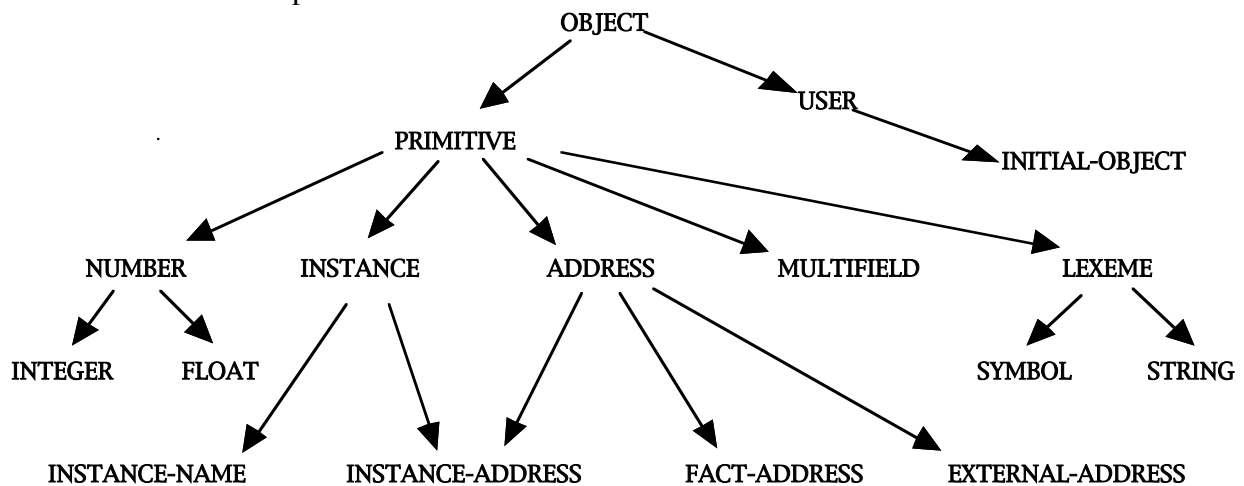 OBJECT
USER
PRIMITIVE
INITIAL-OBJECT
NUMBER INSTANCE ADDRESS MULTIFIELD LEXEME
INTEGER FLOAT SYMBOL STRING
INSTANCE-NAME INSTANCE-ADDRESS FACT-ADDRESS EXTERNAL-ADDRESS